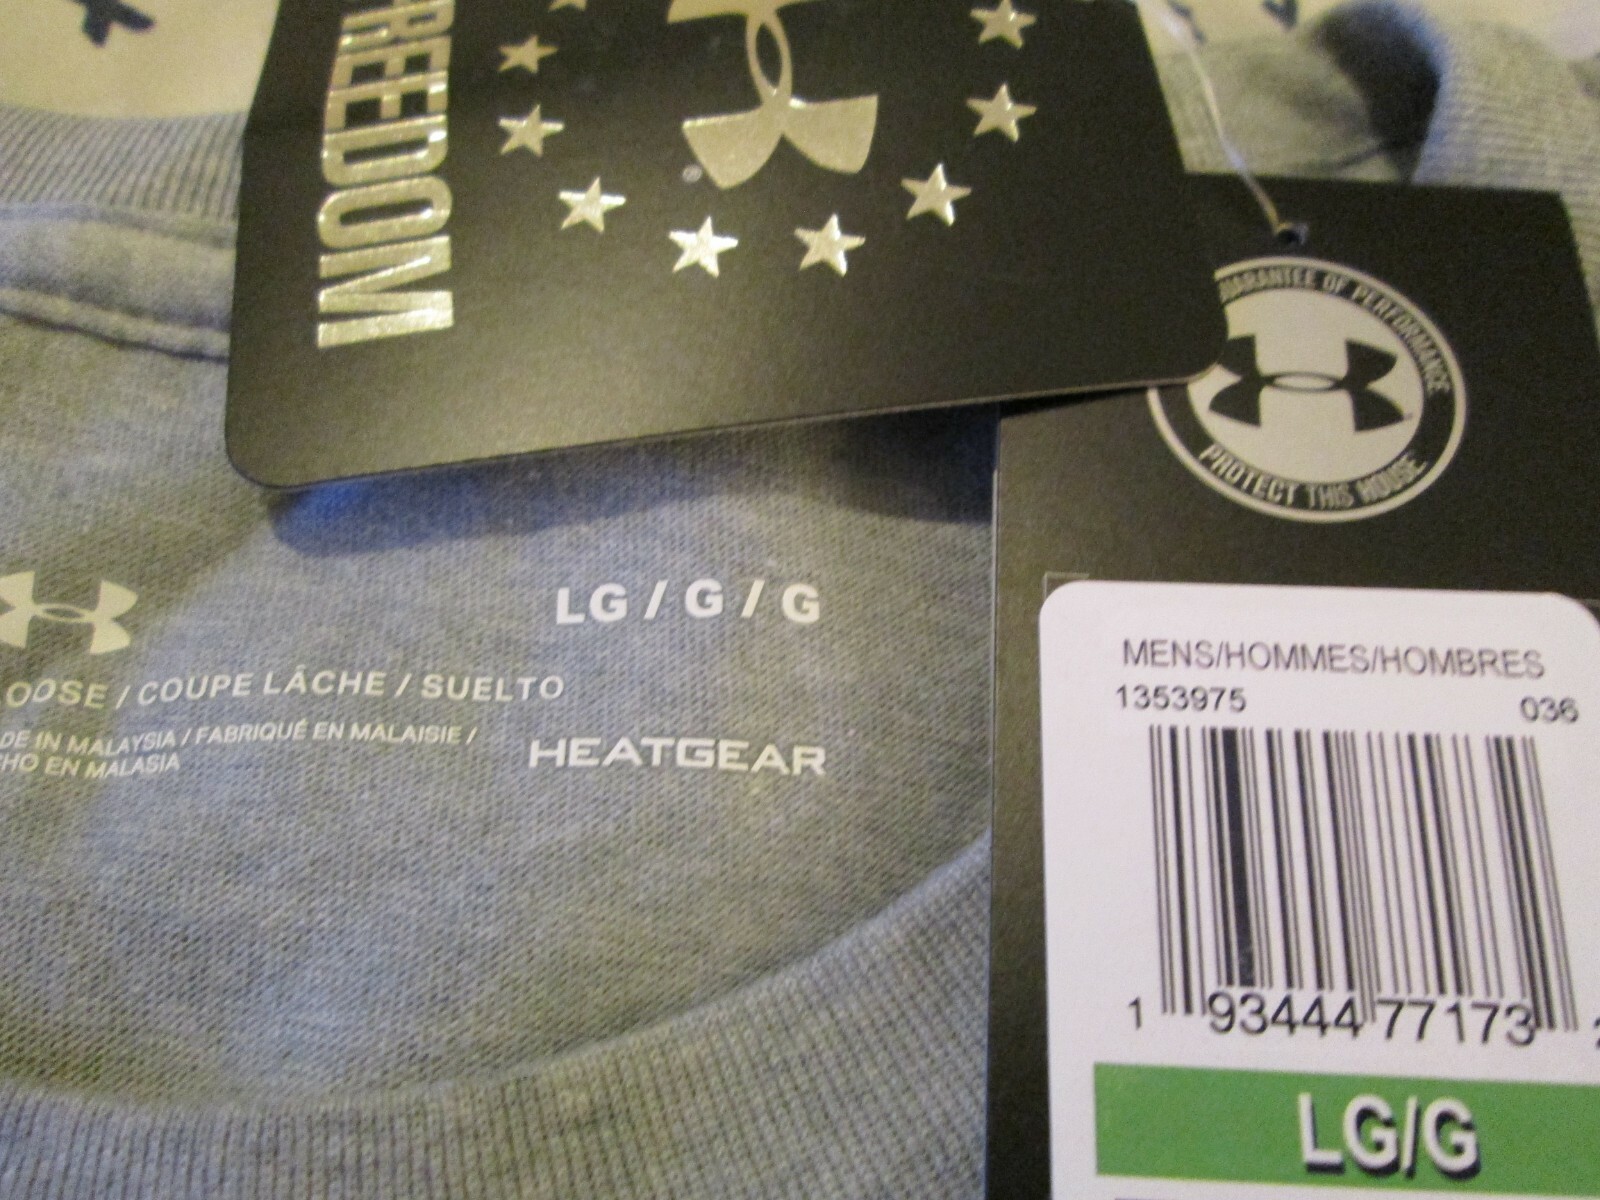 FREEDOM
GUARANTEE OF PERFORMANCE
PROTECT THIS HOUSE.
LG / G / G
OOSE / COUPE LÂCHE / SUELTO
DE IN MALAYSIA / FABRIQUÉ EN MALAISIE /
HO EN MALASIA
HEATGEAR
MENS/HOMMES/HOMBRES
1353975 036
1 93444 77173
LG/G